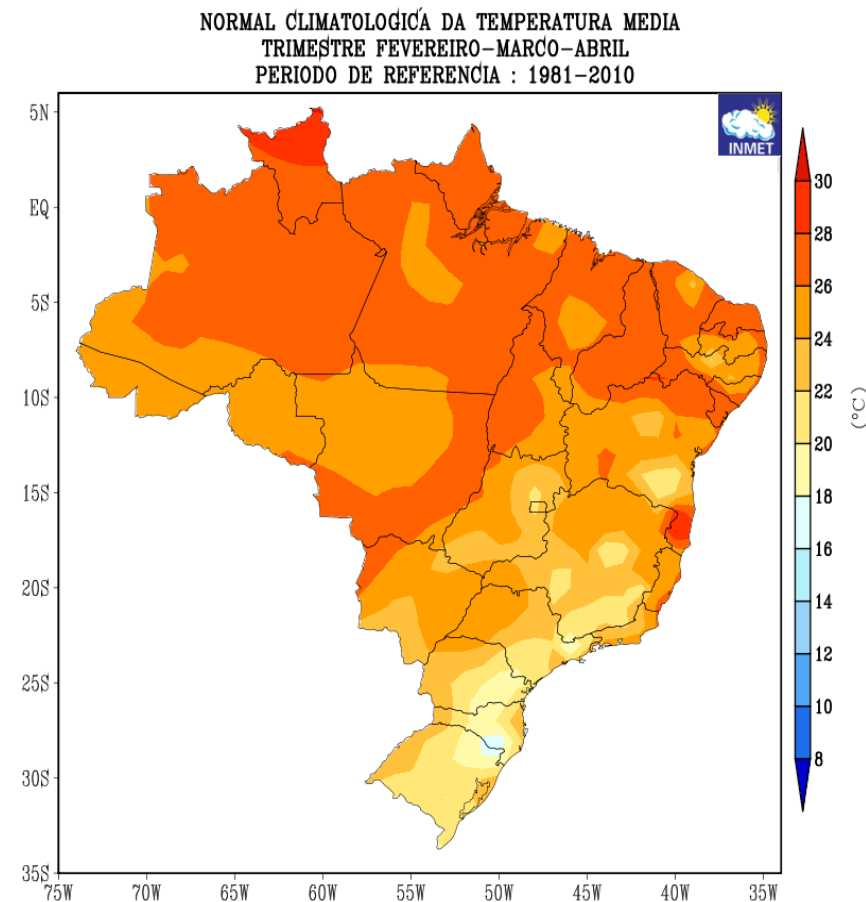 NORMAL CLIMATOLOGICA DA TEMPERATURA MEDIA
TRIMESTRE FEVEREIRO-MARCO-ABRIL
PERIODO DE REFERENCIA : 1981-2010
INMET
5N
EQ
5S
10S
15S
20S
25S
30S
35S
75W 70W 65W 60W 55W 50W 45W 40W 35W
30
28
26
24
22
20
18
16
14
12
10
8
(°C)